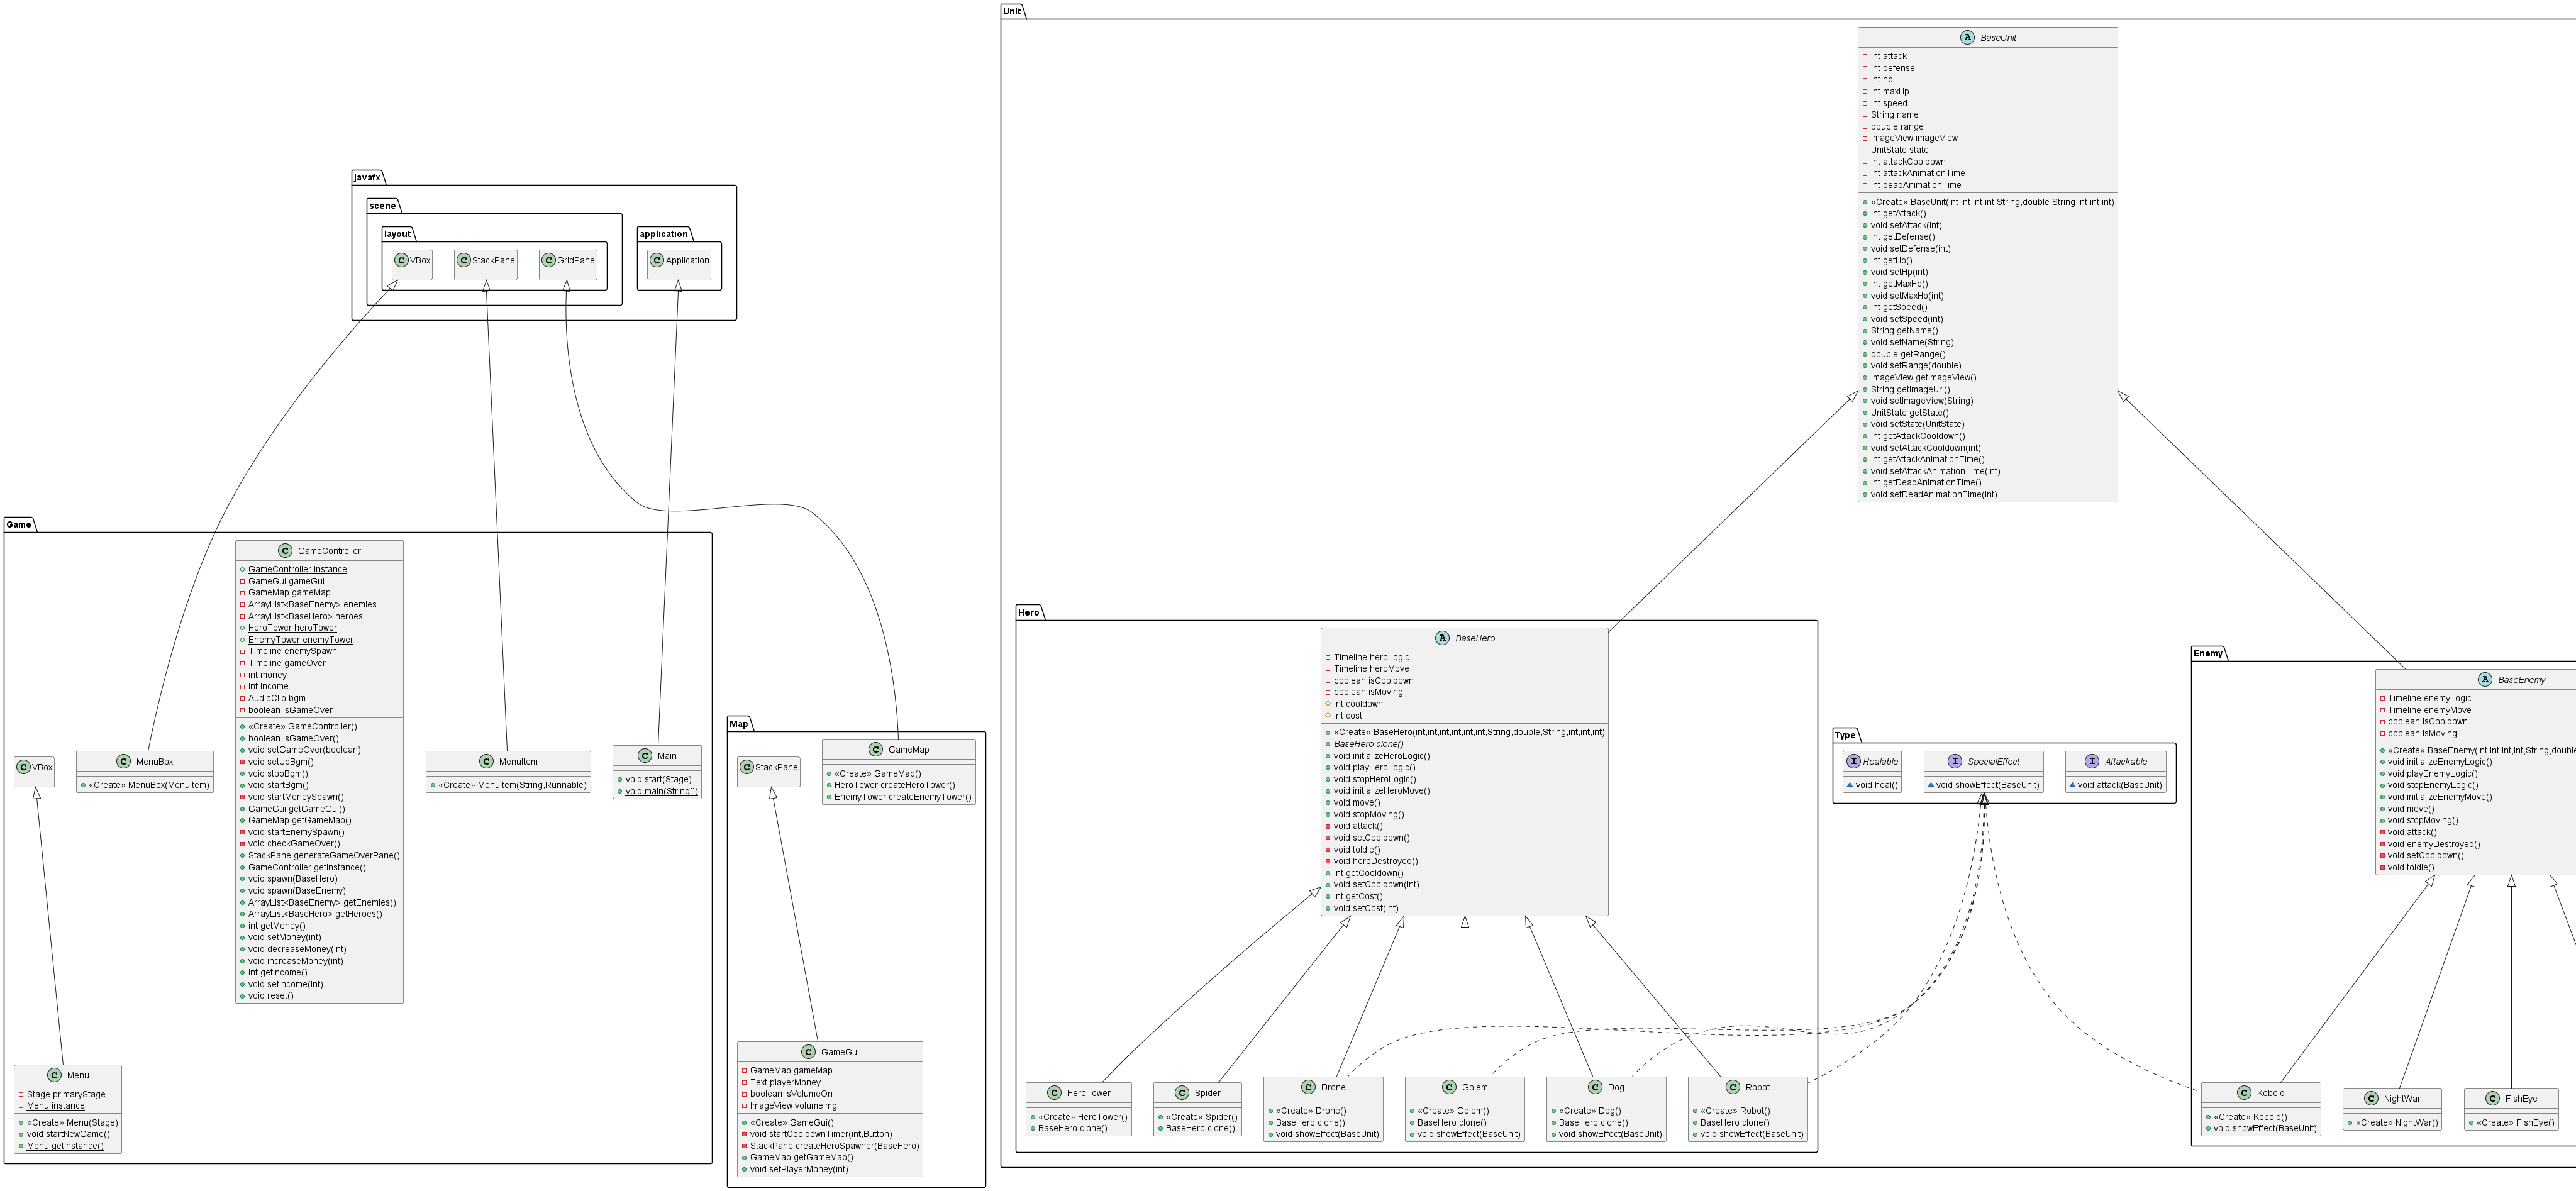 javafx
scene
layout
C VBox
C StackPane
C GridPane
application
C Application
Game
C GameController
GameController instance
GameGui gameGui
GameMap gameMap
ArrayList<BaseEnemy> enemies
ArrayList<BaseHero> heroes
HeroTower heroTower
EnemyTower enemyTower
Timeline enemySpawn
Timeline gameOver
int money
int income
AudioClip bgm
boolean isGameOver
«Create» GameController()
boolean isGameOver()
void setGameOver(boolean)
void setUpBgm()
void stopBgm()
void startBgm()
void startMoneySpawn()
GameGui getGameGui()
GameMap getGameMap()
void startEnemySpawn()
void checkGameOver()
StackPane generateGameOverPane()
GameController getInstance()
void spawn(BaseHero)
void spawn(BaseEnemy)
ArrayList<BaseEnemy> getEnemies()
ArrayList<BaseHero> getHeroes()
int getMoney()
void setMoney(int)
void decreaseMoney(int)
void increaseMoney(int)
int getIncome()
void setIncome(int)
void reset()
C VBox
C MenuBox
«Create» MenuBox(MenuItem)
C MenuItem
«Create» MenuItem(String,Runnable)
C Main
void start(Stage)
void main(String[])
C Menu
Stage primaryStage
Menu instance
«Create» Menu(Stage)
void startNewGame()
Menu getInstance()
Map
C StackPane
C GameMap
«Create» GameMap()
HeroTower createHeroTower()
EnemyTower createEnemyTower()
C GameGui
GameMap gameMap
Text playerMoney
boolean isVolumeOn
ImageView volumeImg
«Create» GameGui()
void startCooldownTimer(int,Button)
StackPane createHeroSpawner(BaseHero)
GameMap getGameMap()
void setPlayerMoney(int)
Unit
A BaseUnit
int attack
int defense
int hp
int maxHp
int speed
String name
double range
ImageView imageView
UnitState state
int attackCooldown
int attackAnimationTime
int deadAnimationTime
«Create» BaseUnit(int,int,int,int,String,double,String,int,int,int)
int getAttack()
void setAttack(int)
int getDefense()
void setDefense(int)
int getHp()
void setHp(int)
int getMaxHp()
void setMaxHp(int)
int getSpeed()
void setSpeed(int)
String getName()
void setName(String)
double getRange()
void setRange(double)
ImageView getImageView()
String getImageUrl()
void setImageView(String)
UnitState getState()
void setState(UnitState)
int getAttackCooldown()
void setAttackCooldown(int)
int getAttackAnimationTime()
void setAttackAnimationTime(int)
int getDeadAnimationTime()
void setDeadAnimationTime(int)
Hero
A BaseHero
Timeline heroLogic
Timeline heroMove
boolean isCooldown
boolean isMoving
int cooldown
int cost
«Create» BaseHero(int,int,int,int,int,int,String,double,String,int,int,int)
BaseHero clone()
void initializeHeroLogic()
void playHeroLogic()
void stopHeroLogic()
void initializeHeroMove()
void move()
void stopMoving()
void attack()
void setCooldown()
void toIdle()
void heroDestroyed()
int getCooldown()
void setCooldown(int)
int getCost()
void setCost(int)
C HeroTower
«Create» HeroTower()
BaseHero clone()
C Spider
«Create» Spider()
BaseHero clone()
C Drone
«Create» Drone()
BaseHero clone()
void showEffect(BaseUnit)
C Golem
«Create» Golem()
BaseHero clone()
void showEffect(BaseUnit)
C Dog
«Create» Dog()
BaseHero clone()
void showEffect(BaseUnit)
C Robot
«Create» Robot()
BaseHero clone()
void showEffect(BaseUnit)
Type
I Healable
void heal()
I SpecialEffect
void showEffect(BaseUnit)
I Attackable
void attack(BaseUnit)
Enemy
A BaseEnemy
Timeline enemyLogic
Timeline enemyMove
boolean isCooldown
boolean isMoving
«Create» BaseEnemy(int,int,int,int,String,double
void initializeEnemyLogic()
void playEnemyLogic()
void stopEnemyLogic()
void initializeEnemyMove()
void move()
void stopMoving()
void attack()
void enemyDestroyed()
void setCooldown()
void toIdle()
C Kobold
«Create» Kobold()
void showEffect(BaseUnit)
C NightWar
«Create» NightWar()
C FishEye
«Create» FishEye()